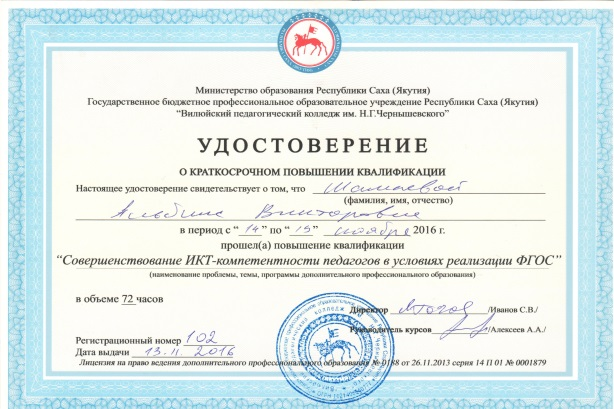 Министерство образования Республики Саха (Якутия)
Государственное бюджетное профессиональное образовательное учреждение Республики Саха (Якутия)
"Вилюйский педагогический колледж им. Н.Г.Чернышевского"
УДОСТОВЕРЕНИЕ
О КРАТКОСРОЧНОМ ПОВЫШЕНИИ КВАЛИФИКАЦИИ
Настоящее удостоверение свидетельствует о том, что
(фамилия, имя, отчество)
Альбине Викторовне
в период с "14" по "15" ноября 2016 г.
прошел(а) повышение квалификации
"Совершенствование ИКТ-компетентности педагогов в условиях реализации ФГОС"
(наименование проблемы, темы, программы дополнительного профессионального образования)
в объеме 72 часов
Директор /Иванов С.В./
Руководитель курсов /Алексеев А.А./
Регистрационный номер 102
Дата выдачи 15.11.2016
Лицензия на право ведения дополнительного профессионального образования № 0188 от 26.11.2013 серия 14 П 01 № 0001879